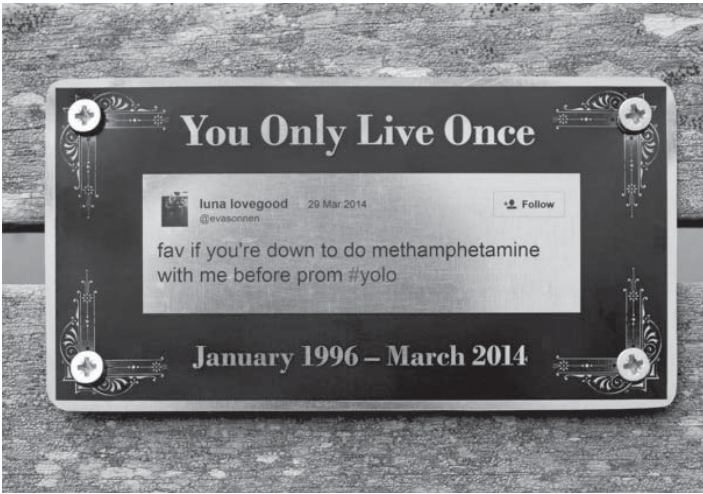 You Only Live Once
luna lovegood 29 Mar 2014
Follow
@evasonnen
fav if you're down to do methamphetamine
with me before prom #yolo
January 1996 – March 2014